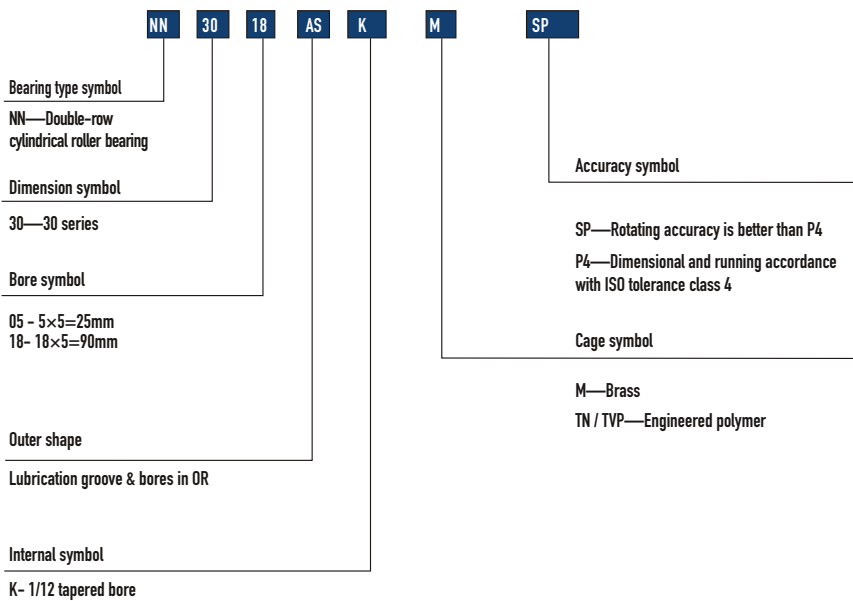 NN 30 18 AS K M SP
Bearing type symbol
NN—Double-row
cylindrical roller bearing
Dimension symbol
30—30 series
Bore symbol
05 - 5×5=25mm
18- 18×5=90mm
Outer shape
Lubrication groove & bores in OR
Internal symbol
K- 1/12 tapered bore
Accuracy symbol
SP—Rotating accuracy is better than P4
P4—Dimensional and running accordance
with ISO tolerance class 4
Cage symbol
M—Brass
TN / TVP—Engineered polymer